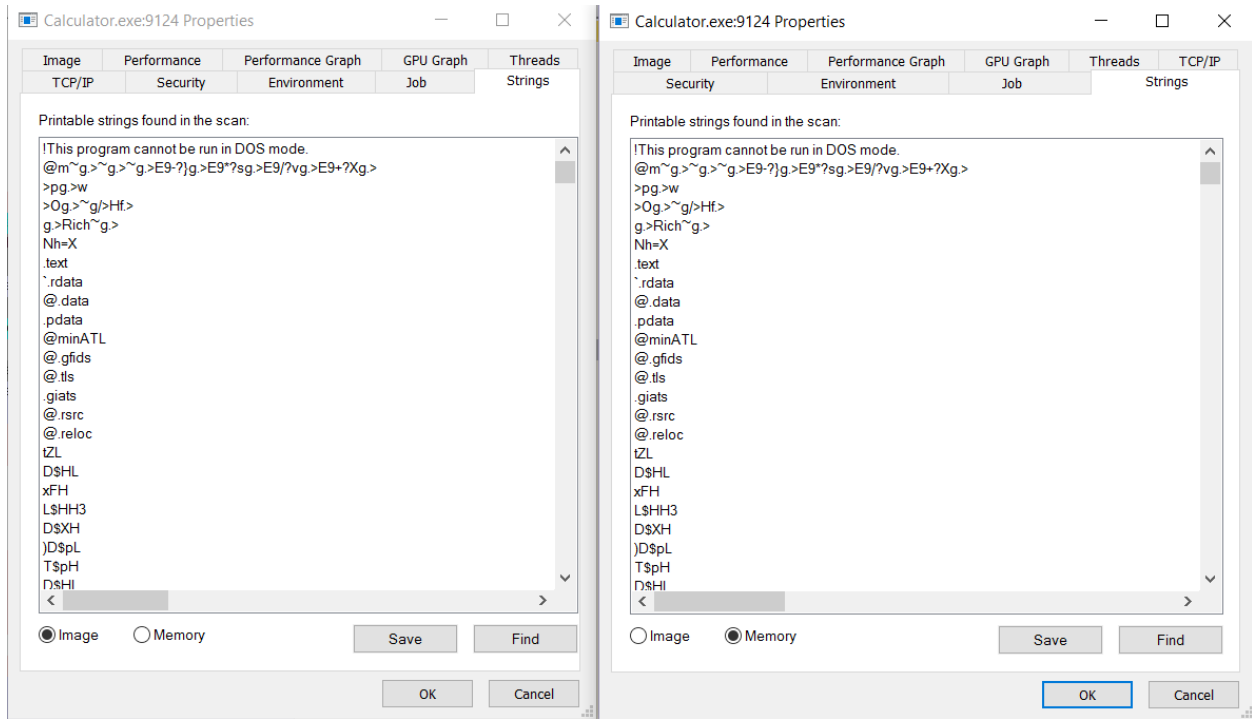 Calculator.exe:9124 Properties
Image Performance Performance Graph GPU Graph Threads
TCP/IP Security Environment Job Strings
Printable strings found in the scan:
!This program cannot be run in DOS mode.
@m~g.>~g.>~g.>E9-?}g.>E9*?sg.>E9/?vg.>E9+?Xg.>
>pg.>w
>Og.>~g/>Hf.>
g.>Rich~g.>
Nh=X
.text
`.rdata
@.data
.pdata
@minATL
@.gfids
@.tls
.giats
@.rsrc
@.reloc
tZL
D$HL
xFH
L$HH3
D$XH
)D$pL
T$pH
D$HL
Image Memory Save Find
OK Cancel
Calculator.exe:9124 Properties
Image Performance Performance Graph GPU Graph Threads TCP/IP
Security Environment Job Strings
Printable strings found in the scan:
!This program cannot be run in DOS mode.
@m~g.>~g.>~g.>E9-?}g.>E9*?sg.>E9/?vg.>E9+?Xg.>
>pg.>w
>Og.>~g/>Hf.>
g.>Rich~g.>
Nh=X
.text
`.rdata
@.data
.pdata
@minATL
@.gfids
@.tls
.giats
@.rsrc
@.reloc
tZL
D$HL
xFH
L$HH3
D$XH
)D$pL
T$pH
D$HL
Image Memory Save Find
OK Cancel